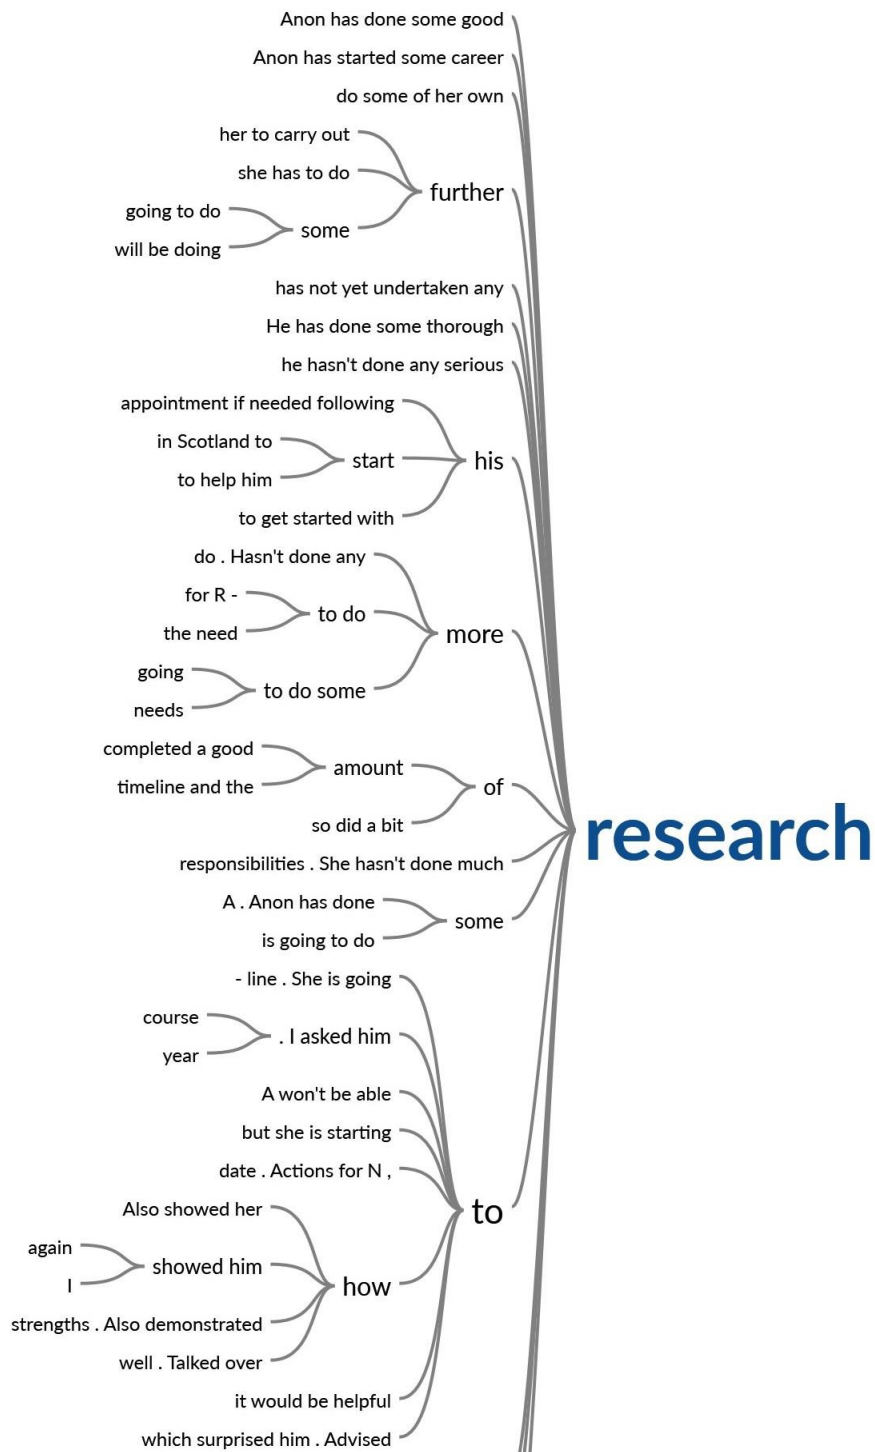 Anon has done some good
Anon has started some career
do some of her own
her to carry out
she has to do
further
going to do
some
will be doing
has not yet undertaken any
He has done some thorough
he hasn't done any serious
appointment if needed following
in Scotland to
start
his
to help him
to get started with
do . Hasn't done any
for R -
to do
the need
more
going
to do some
needs
completed a good
amount
timeline and the
of
so did a bit
research
responsibilities . She hasn't done much
A . Anon has done
some
is going to do
- line . She is going
course
. I asked him
year
A won't be able
but she is starting
date . Actions for N ,
to
Also showed her
again
showed him
I
how
strengths . Also demonstrated
well . Talked over
it would be helpful
which surprised him . Advised